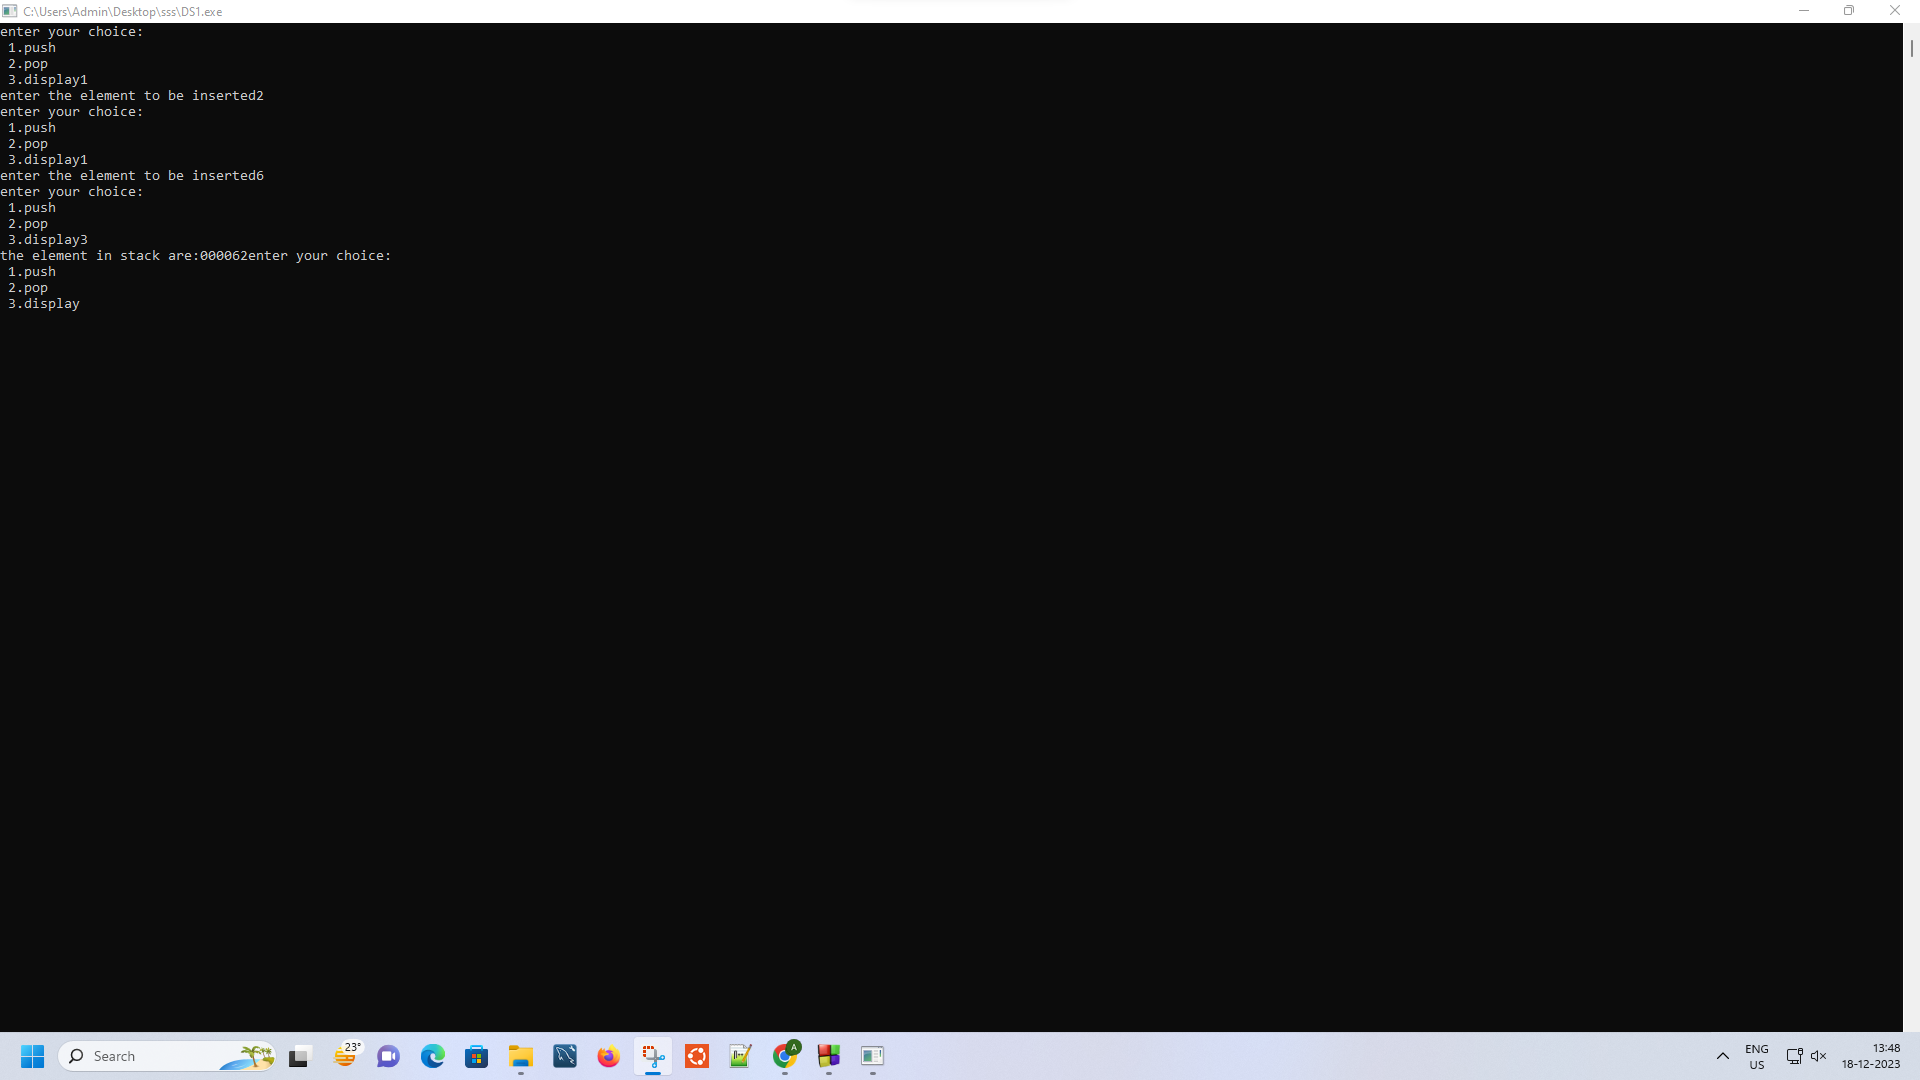 C:\Users\Admin\Desktop\sss\DS1.exe
enter your choice:
1.push
2.pop
3.display1
enter the element to be inserted2
enter your choice:
1.push
2.pop
3.display1
enter the element to be inserted6
enter your choice:
1.push
2.pop
3.display3
the element in stack are:000062enter your choice:
1.push
2.pop
3.display
Search
23°
A
ENG
US
13:48
18-12-2023